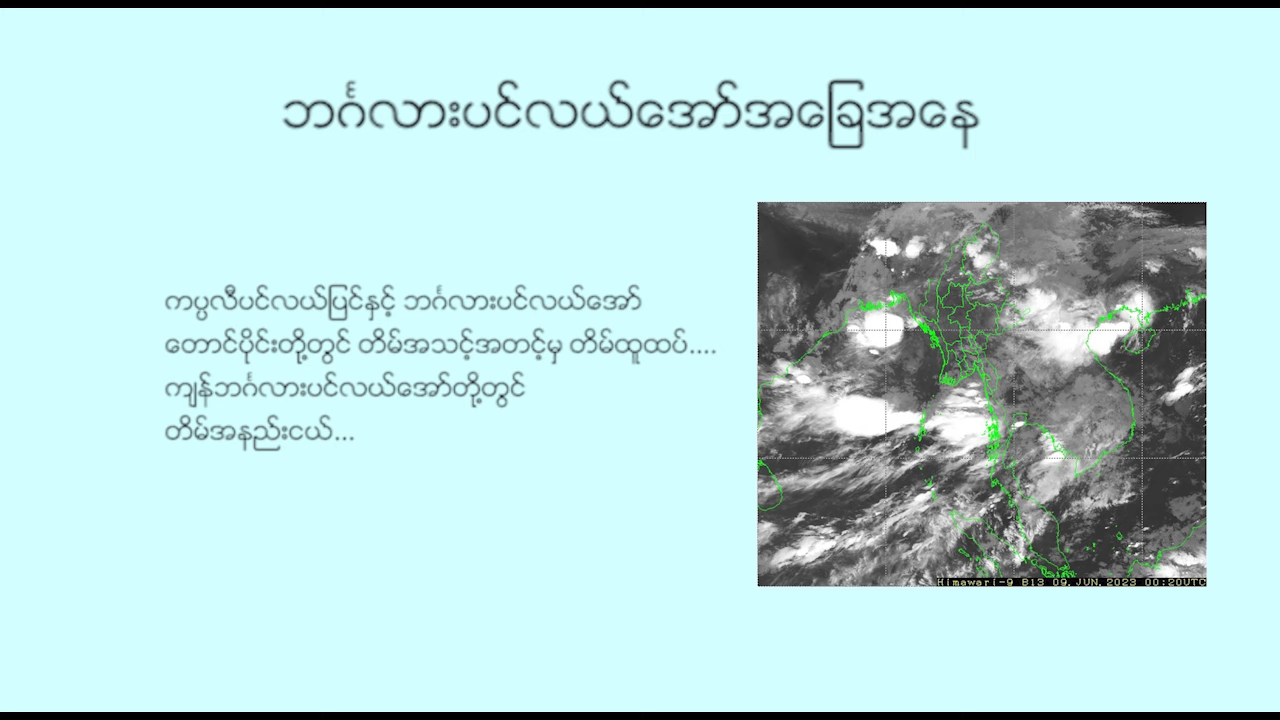 ဘင်္ဂလားပင်လယ်အော်အခြေအနေ
ကပ္ပလီပင်လယ်ပြင်နှင့် ဘင်္ဂလားပင်လယ်အော်
တောငပိုင်းတို့တွင် တိမ်အသင့်အတင့်မှ တိမ်ထူထပ်....
ကျန်ဘင်္ဂလားပင်လယ်အော်တို့တွင်
တိမ်အနည်းငယ်...
Himawari-9 B13 09.JUN.2023 00:20UTC